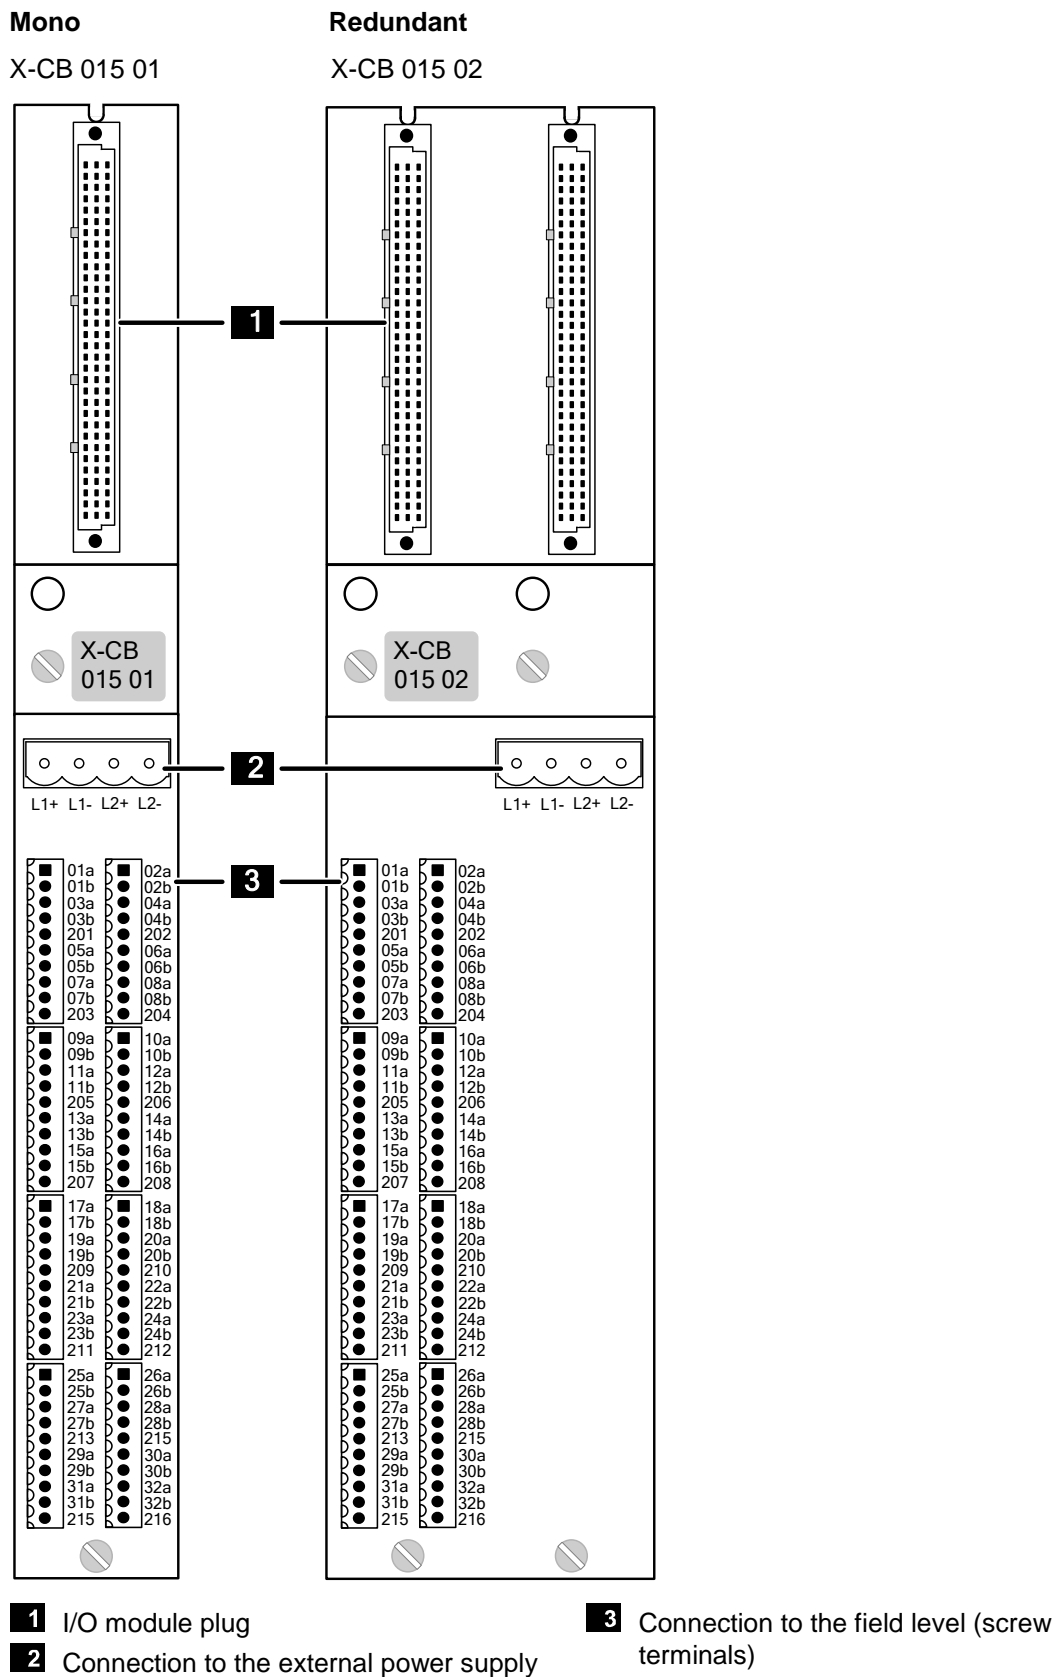 Mono
Redundant
X-CB 015 01
X-CB 015 02
1
X-CB
015 01
X-CB
015 02
2
L1+ L1- L2+ L2-
L1+ L1- L2+ L2-
3
01a 02a
01b 02b
03a 04a
03b 04b
201 202
05a 06a
05b 06b
07a 08a
07b 08b
203 204
09a 10a
09b 10b
11a 12a
11b 12b
205 206
13a 14a
13b 14b
15a 16a
15b 16b
207 208
17a 18a
17b 18b
19a 20a
19b 20b
209 210
21a 22a
21b 22b
23a 24a
23b 24b
211 212
25a 26a
25b 26b
27a 28a
27b 28b
213 215
29a 30a
29b 30b
31a 32a
31b 32b
215 216
01a 02a
01b 02b
03a 04a
03b 04b
201 202
05a 06a
05b 06b
07a 08a
07b 08b
203 204
09a 10a
09b 10b
11a 12a
11b 12b
205 206
13a 14a
13b 14b
15a 16a
15b 16b
207 208
17a 18a
17b 18b
19a 20a
19b 20b
209 210
21a 22a
21b 22b
23a 24a
23b 24b
211 212
25a 26a
25b 26b
27a 28a
27b 28b
213 215
29a 30a
29b 30b
31a 32a
31b 32b
215 216
1 I/O module plug
2 Connection to the external power supply
3 Connection to the field level (screw
terminals)